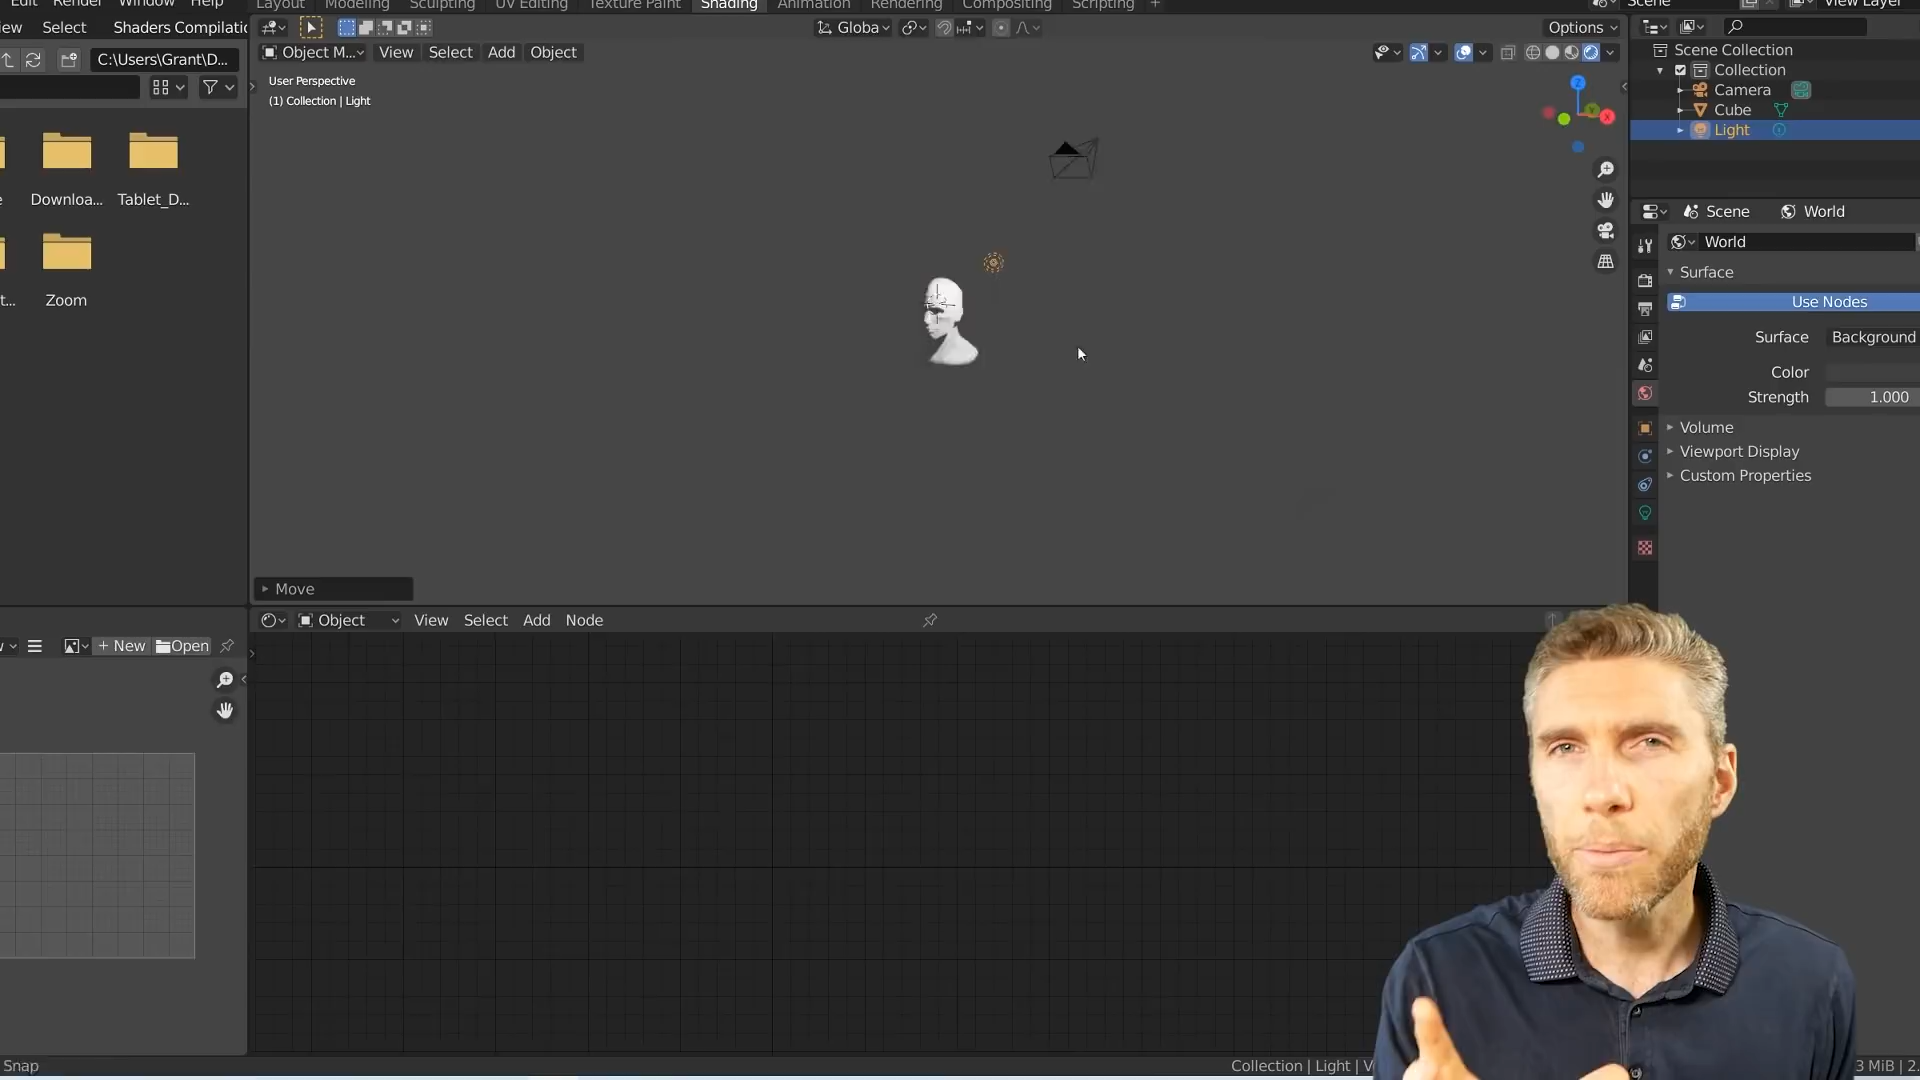 Edit Render Window Help
Layout Modeling Sculpting UV Editing Texture Paint Shading Animation Rendering Compositing Scripting +
Scene View Layer
iew Select Shaders Compilatio
Globa
Options
C:\Users\Grant\D...
Object M... View Select Add Object
User Perspective
(1) Collection | Light
Z
Y
X
Scene Collection
Collection
Camera
Cube
Light
Downloa...
Tablet_D...
t...
Zoom
Scene World
World
Surface
Use Nodes
Surface Background
Color
Strength 1.000
Volume
Viewport Display
Custom Properties
Move
Object View Select Add Node
+ New Open
Snap
Collection | Light | V
3 MiB | 2.